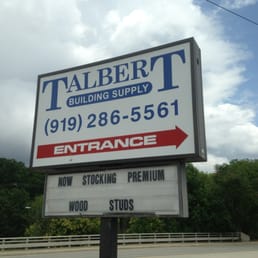 TALBERT
BUILDING SUPPLY
(919) 286-5561
ENTRANCE
NOW STOCKING PREMIUM
WOOD STUDS